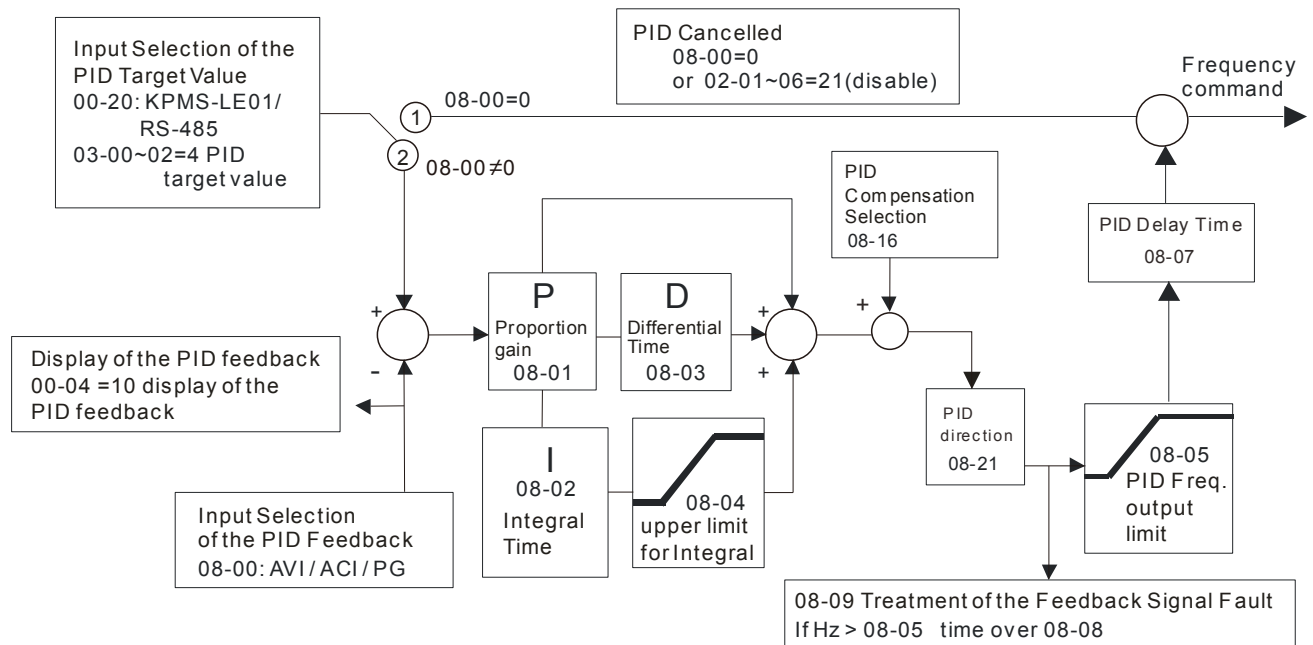 Input Selection of the
PID Target Value
00-20: KPMS-LE01/
RS-485
03-00~02=4 PID
target value
PID Cancelled
08-00=0
or 02-01~06=21(disable)
Frequency
command
1
08-00=0
2
08-00≠0
PID
Compensation
Selection
08-16
PID Delay Time
08-07
+
-
P
Proportion
gain
08-01
D
Differential
Time
08-03
+
+
+
Display of the PID feedback
00-04 =10 display of the
PID feedback
I
08-02
Integral
Time
08-04
upper limit
for Integral
PID
direction
08-21
08-05
PID Freq.
output
limit
Input Selection
of the PID Feedback
08-00: AVI / ACI / PG
08-09 Treatment of the Feedback Signal Fault
If Hz > 08-05 time over 08-08